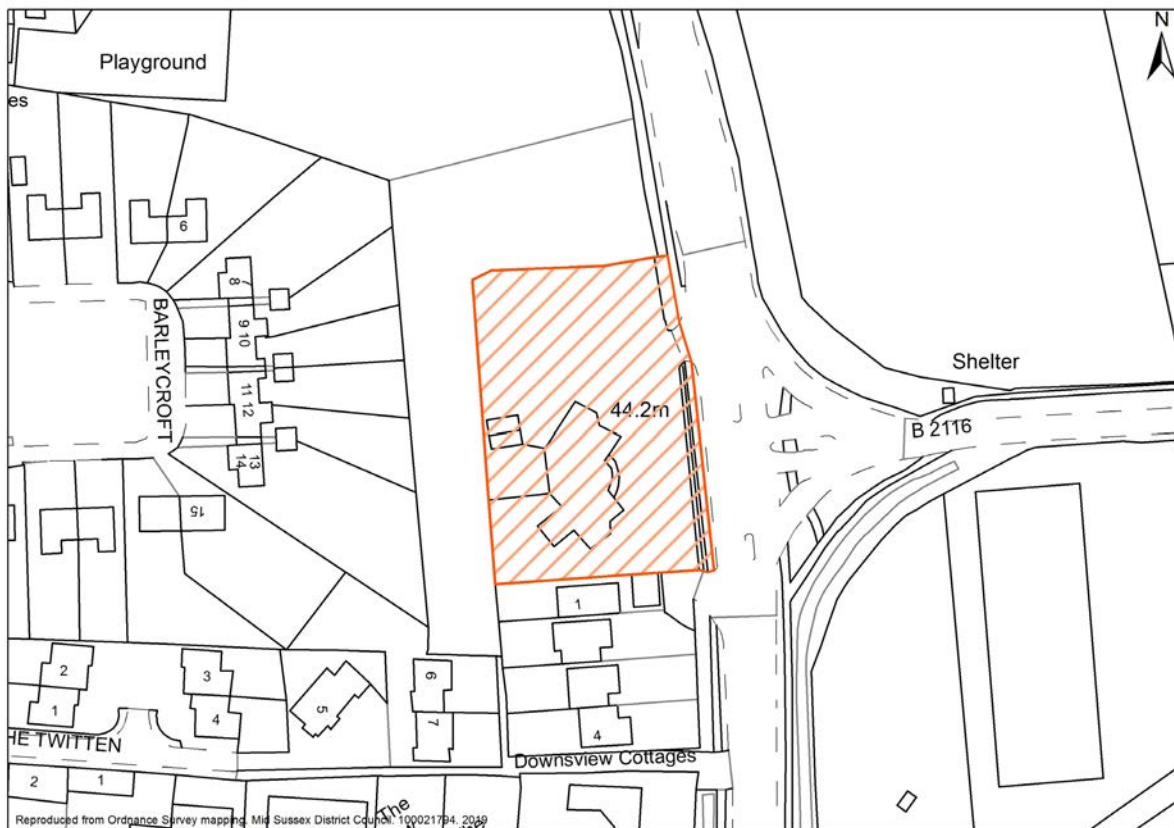 N
Playground
es
6
8
7
9 10
BARLEYCROFT
11 12
13
14
15
Shelter
B 2116
44.2m
1
2
1
3
4
5
6
7
4
HE TWITTEN
Downsview Cottages
2
1
The
Reproduced from Ordnance Survey mapping. Mid Sussex District Council. 100021794. 2019